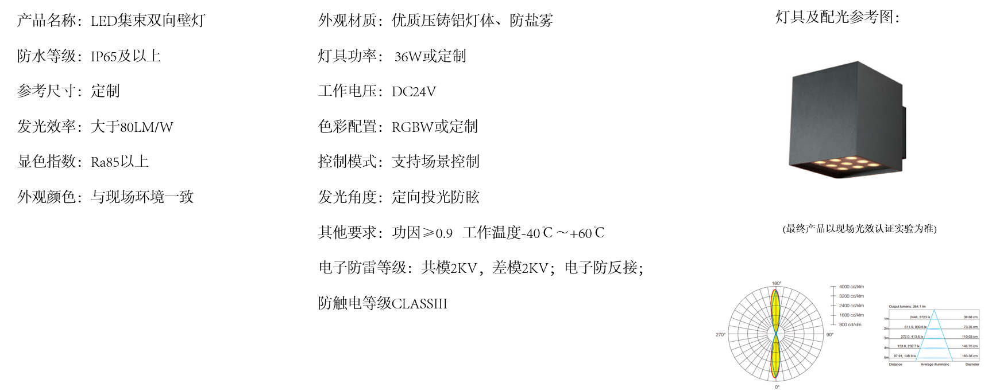 产品名称：LED集束双向壁灯
防水等级：IP65及以上
参考尺寸：定制
发光效率：大于80LM/W
显色指数：Ra85以上
外观颜色：与现场环境一致
外观材质：优质压铸铝灯体、防盐雾
灯具功率： 36W或定制
工作电压：DC24V
色彩配置：RGBW或定制
控制模式：支持场景控制
发光角度：定向投光防眩
其他要求：功因≥0.9 工作温度-40℃～+60℃
电子防雷等级：共模2KV，差模2KV；电子防反接；
防触电等级CLASSIII
灯具及配光参考图：
(最终产品以现场光效认证实验为准)
180°
270°
90°
0°
4000 cd/klm
3200 cd/klm
2400 cd/klm
1600 cd/klm
800 cd/klm
Output lumens: 264.1 lm
1m 2448, 3723 lx 36.68 cm
2m 611.9, 930.6 lx 73.35 cm
3m 272.0, 413.6 lx 110.03 cm
4m 153.0, 232.7 lx 146.70 cm
5m 97.91, 148.9 lx 183.38 cm
Distance Average illuminanc Diameter